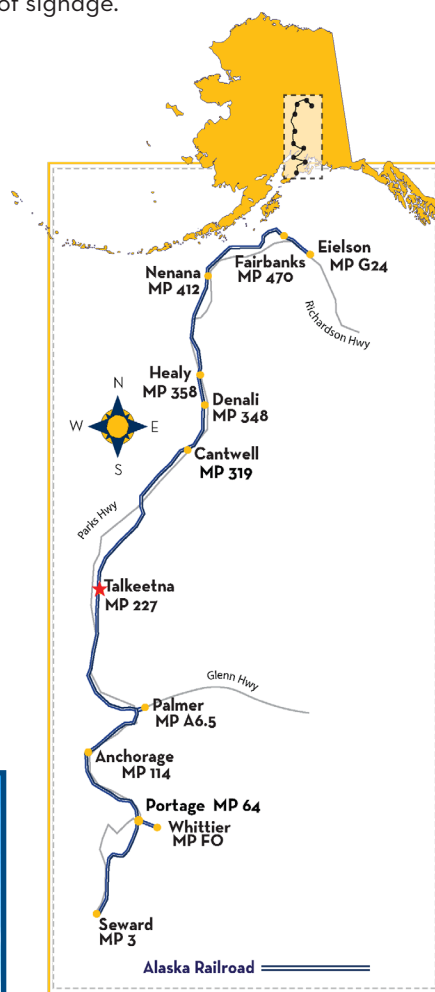 of signage.
Eielson
MP G24
Fairbanks
MP 470
Nenana
MP 412
Richardson Hwy
Healy
MP 358
Denali
MP 348
N
W
E
S
Cantwell
MP 319
Parks Hwy
Talkeetna
MP 227
Glenn Hwy
Palmer
MP A6.5
Anchorage
MP 114
Portage MP 64
Whittier
MP FO
Seward
MP 3
Alaska Railroad